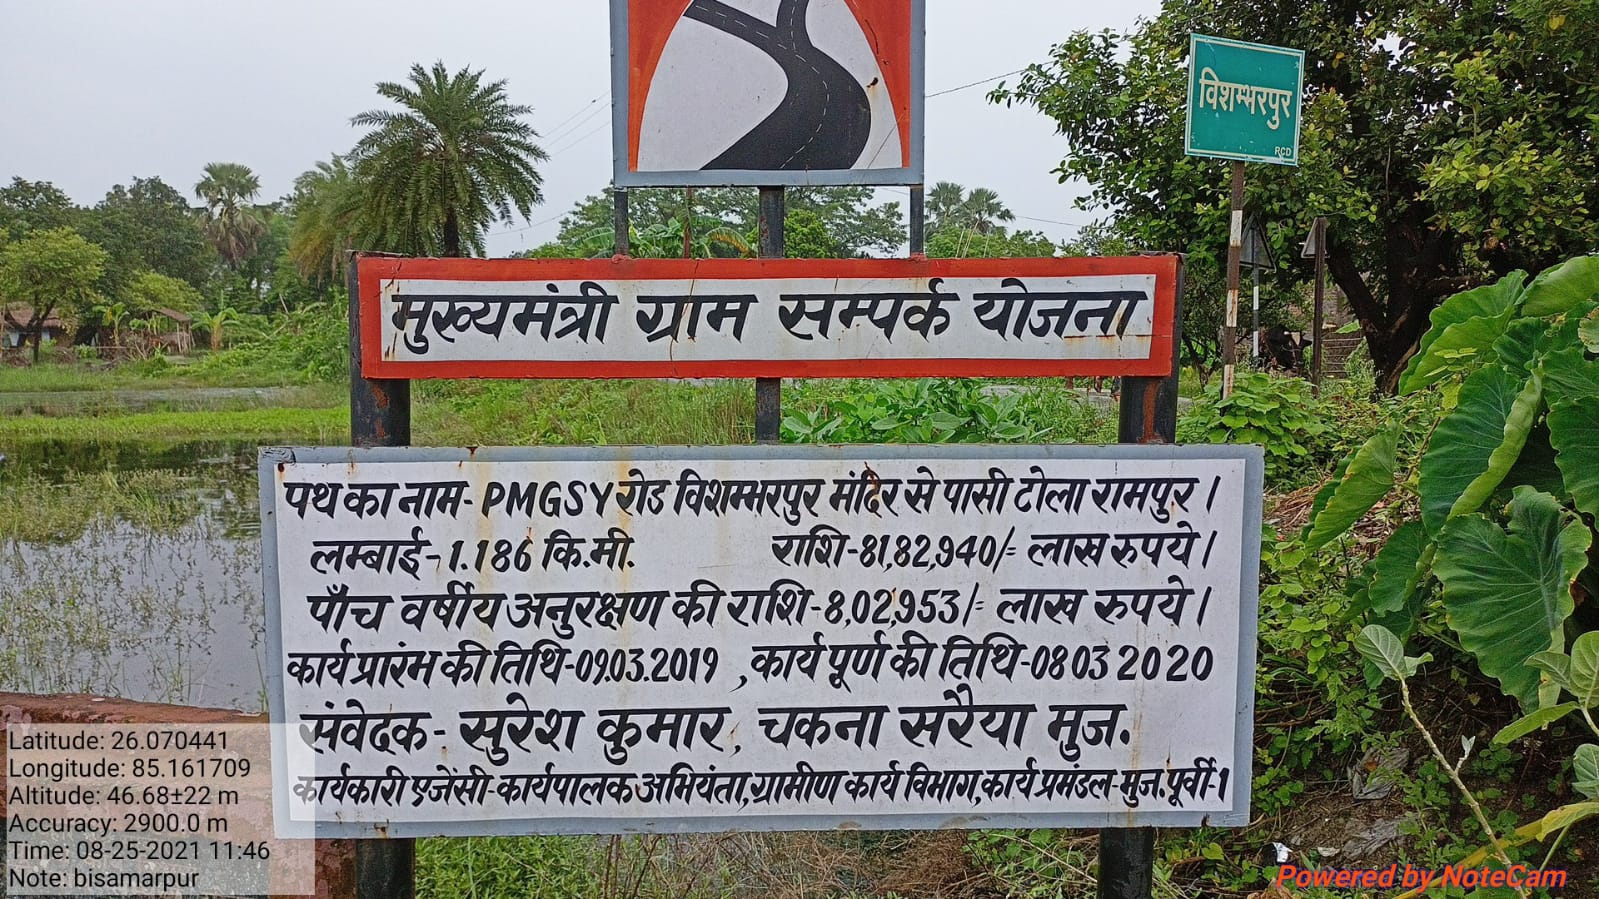 विशम्भरपुर
RCD
मुख्यमंत्री ग्राम सम्पर्क योजना
पथ का नाम- PMGSY रोड विशम्भरपुर मंदिर से पासी टोला रामपुर।
लम्बाई- 1.186 कि.मी. राशि-81,82,940/= लाख रुपये।
पाँच वर्षीय अनुरक्षण की राशि-8,02,953/= लाख रुपये।
कार्य प्रारंभ की तिथि-09.03.2019, कार्य पूर्ण की तिथि-08 03 2020
संवेदक- सुरेश कुमार, चकना सरैया मुज.
कार्यकारी एजेंसी-कार्यपालक अभियंता, ग्रामीण कार्य विभाग, कार्य प्रमंडल-मुज. पूर्वी-1
Latitude: 26.070441
Longitude: 85.161709
Altitude: 46.68±22 m
Accuracy: 2900.0 m
Time: 08-25-2021 11:46
Note: bisamarpur
Powered by NoteCam